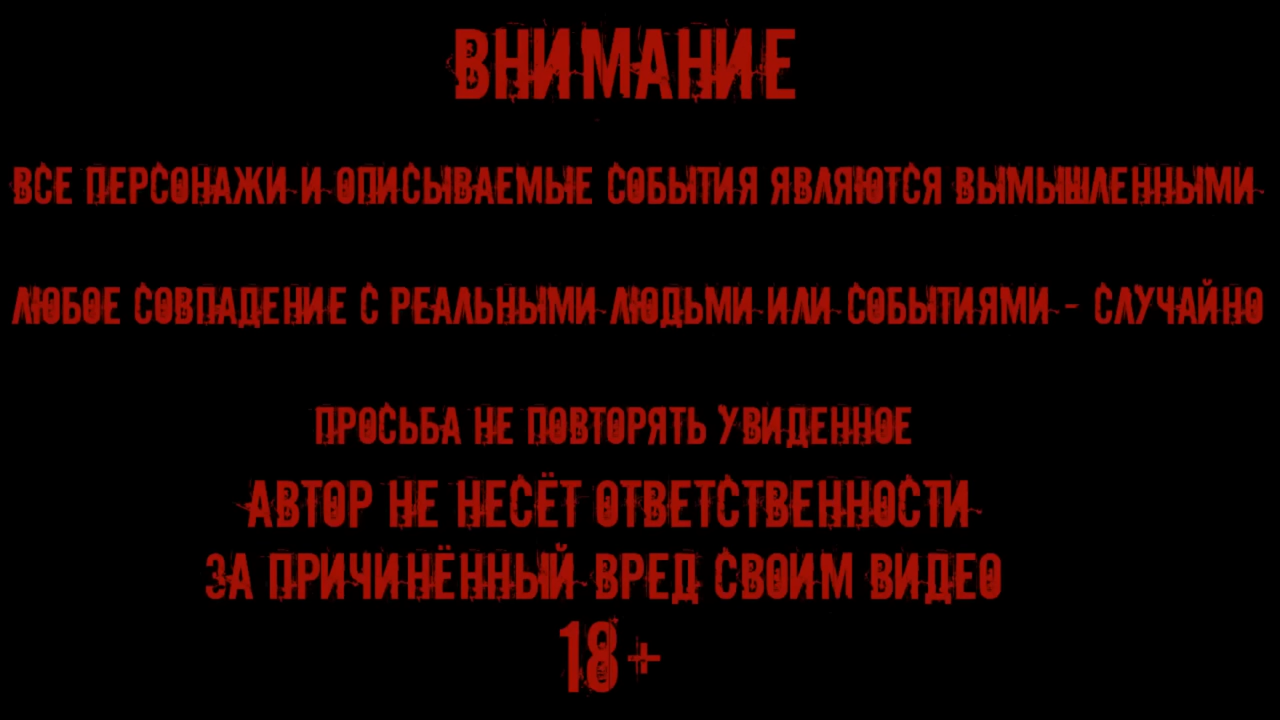 ВНИМАНИЕ
ВСЕ ПЕРСОНАЖИ И ОПИСЫВАЕМЫЕ СОБЫТИЯ ЯВЛЯЮТСЯ ВЫМЫШЛЕННЫМИ
ЛЮБОЕ СОВПАДЕНИЕ С РЕАЛЬНЫМИ ЛЮДЬМИ ИЛИ СОБЫТИЯМИ - СЛУЧАЙНО
ПРОСЬБА НЕ ПОВТОРЯТЬ УВИДЕННОЕ
АВТОР НЕ НЕСЁТ ОТВЕТСТВЕННОСТИ
ЗА ПРИЧИНЁННЫЙ ВРЕД СВОИМ ВИДЕО
18+